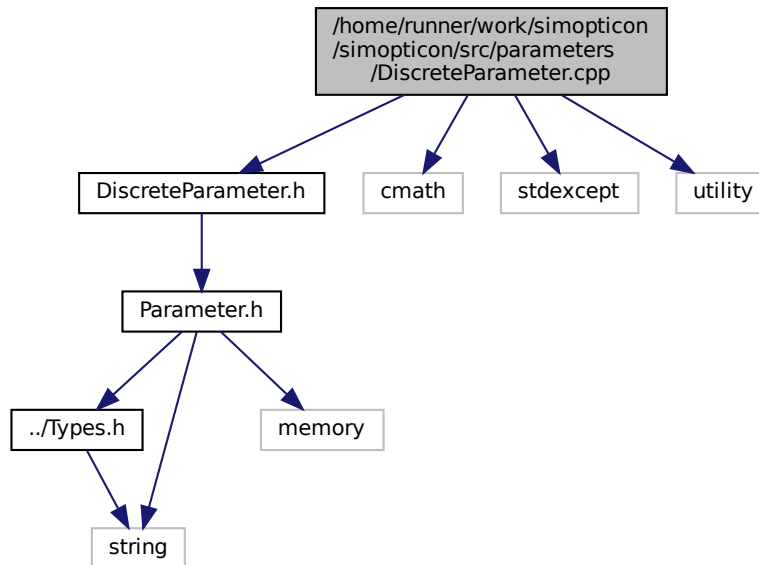 /home/runner/work/simopticon
/simopticon/src/parameters
/DiscreteParameter.cpp
DiscreteParameter.h
cmath
stdexcept
utility
Parameter.h
../Types.h
memory
string